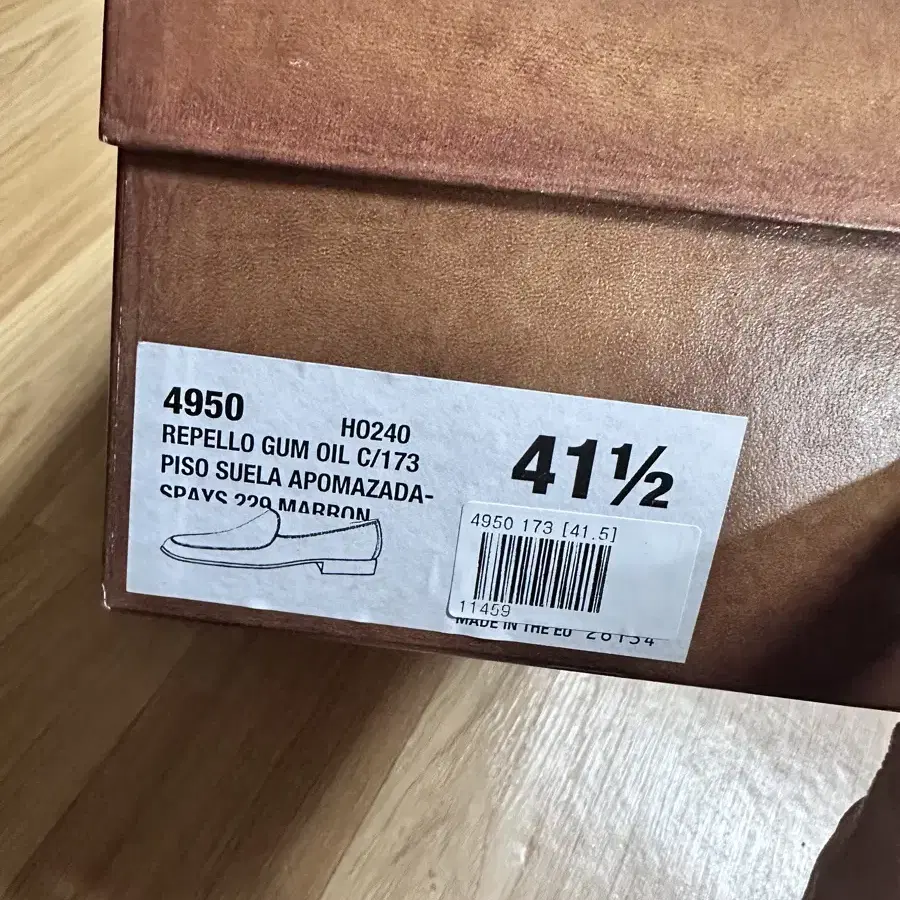 4950
HO240
REPELLO GUM OIL C/173
PISO SUELA APOMAZADA-
SPAYS 229 MARRON
41½
4950 173 [41.5]
11459
MADE IN THE EU 28134